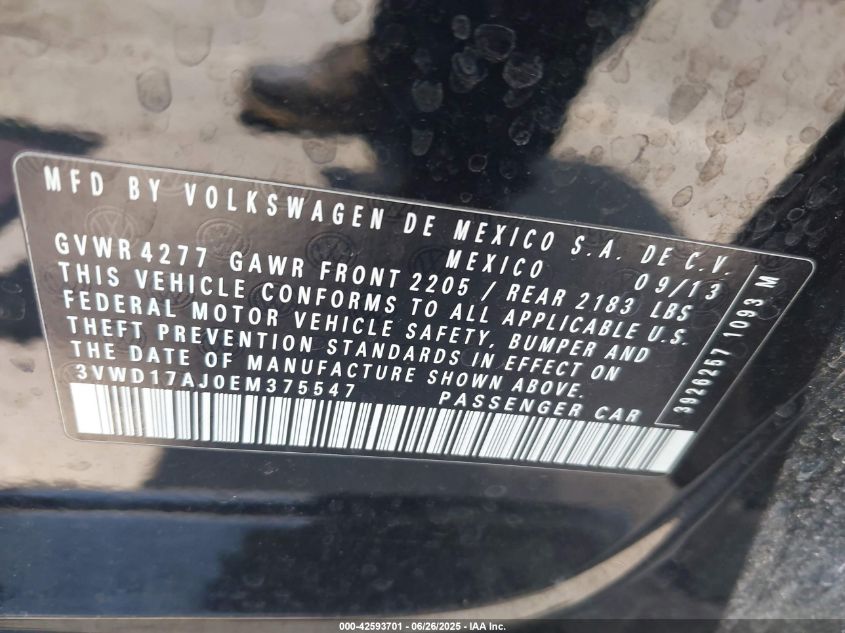 MFD BY VOLKSWAGEN DE MEXICO S.A. DE C.V.
MEXICO 09/13
GVWR 4277 GAWR FRONT 2205 / REAR 2183 LBS
THIS VEHICLE CONFORMS TO ALL APPLICABLE U.S.
FEDERAL MOTOR VEHICLE SAFETY, BUMPER AND
THEFT PREVENTION STANDARDS IN EFFECT ON
THE DATE OF MANUFACTURE SHOWN ABOVE.
3VWD17AJ0EM375547 PASSENGER CAR
3926257 1093 M
000-42593701 - 06/26/2025 - IAA Inc.